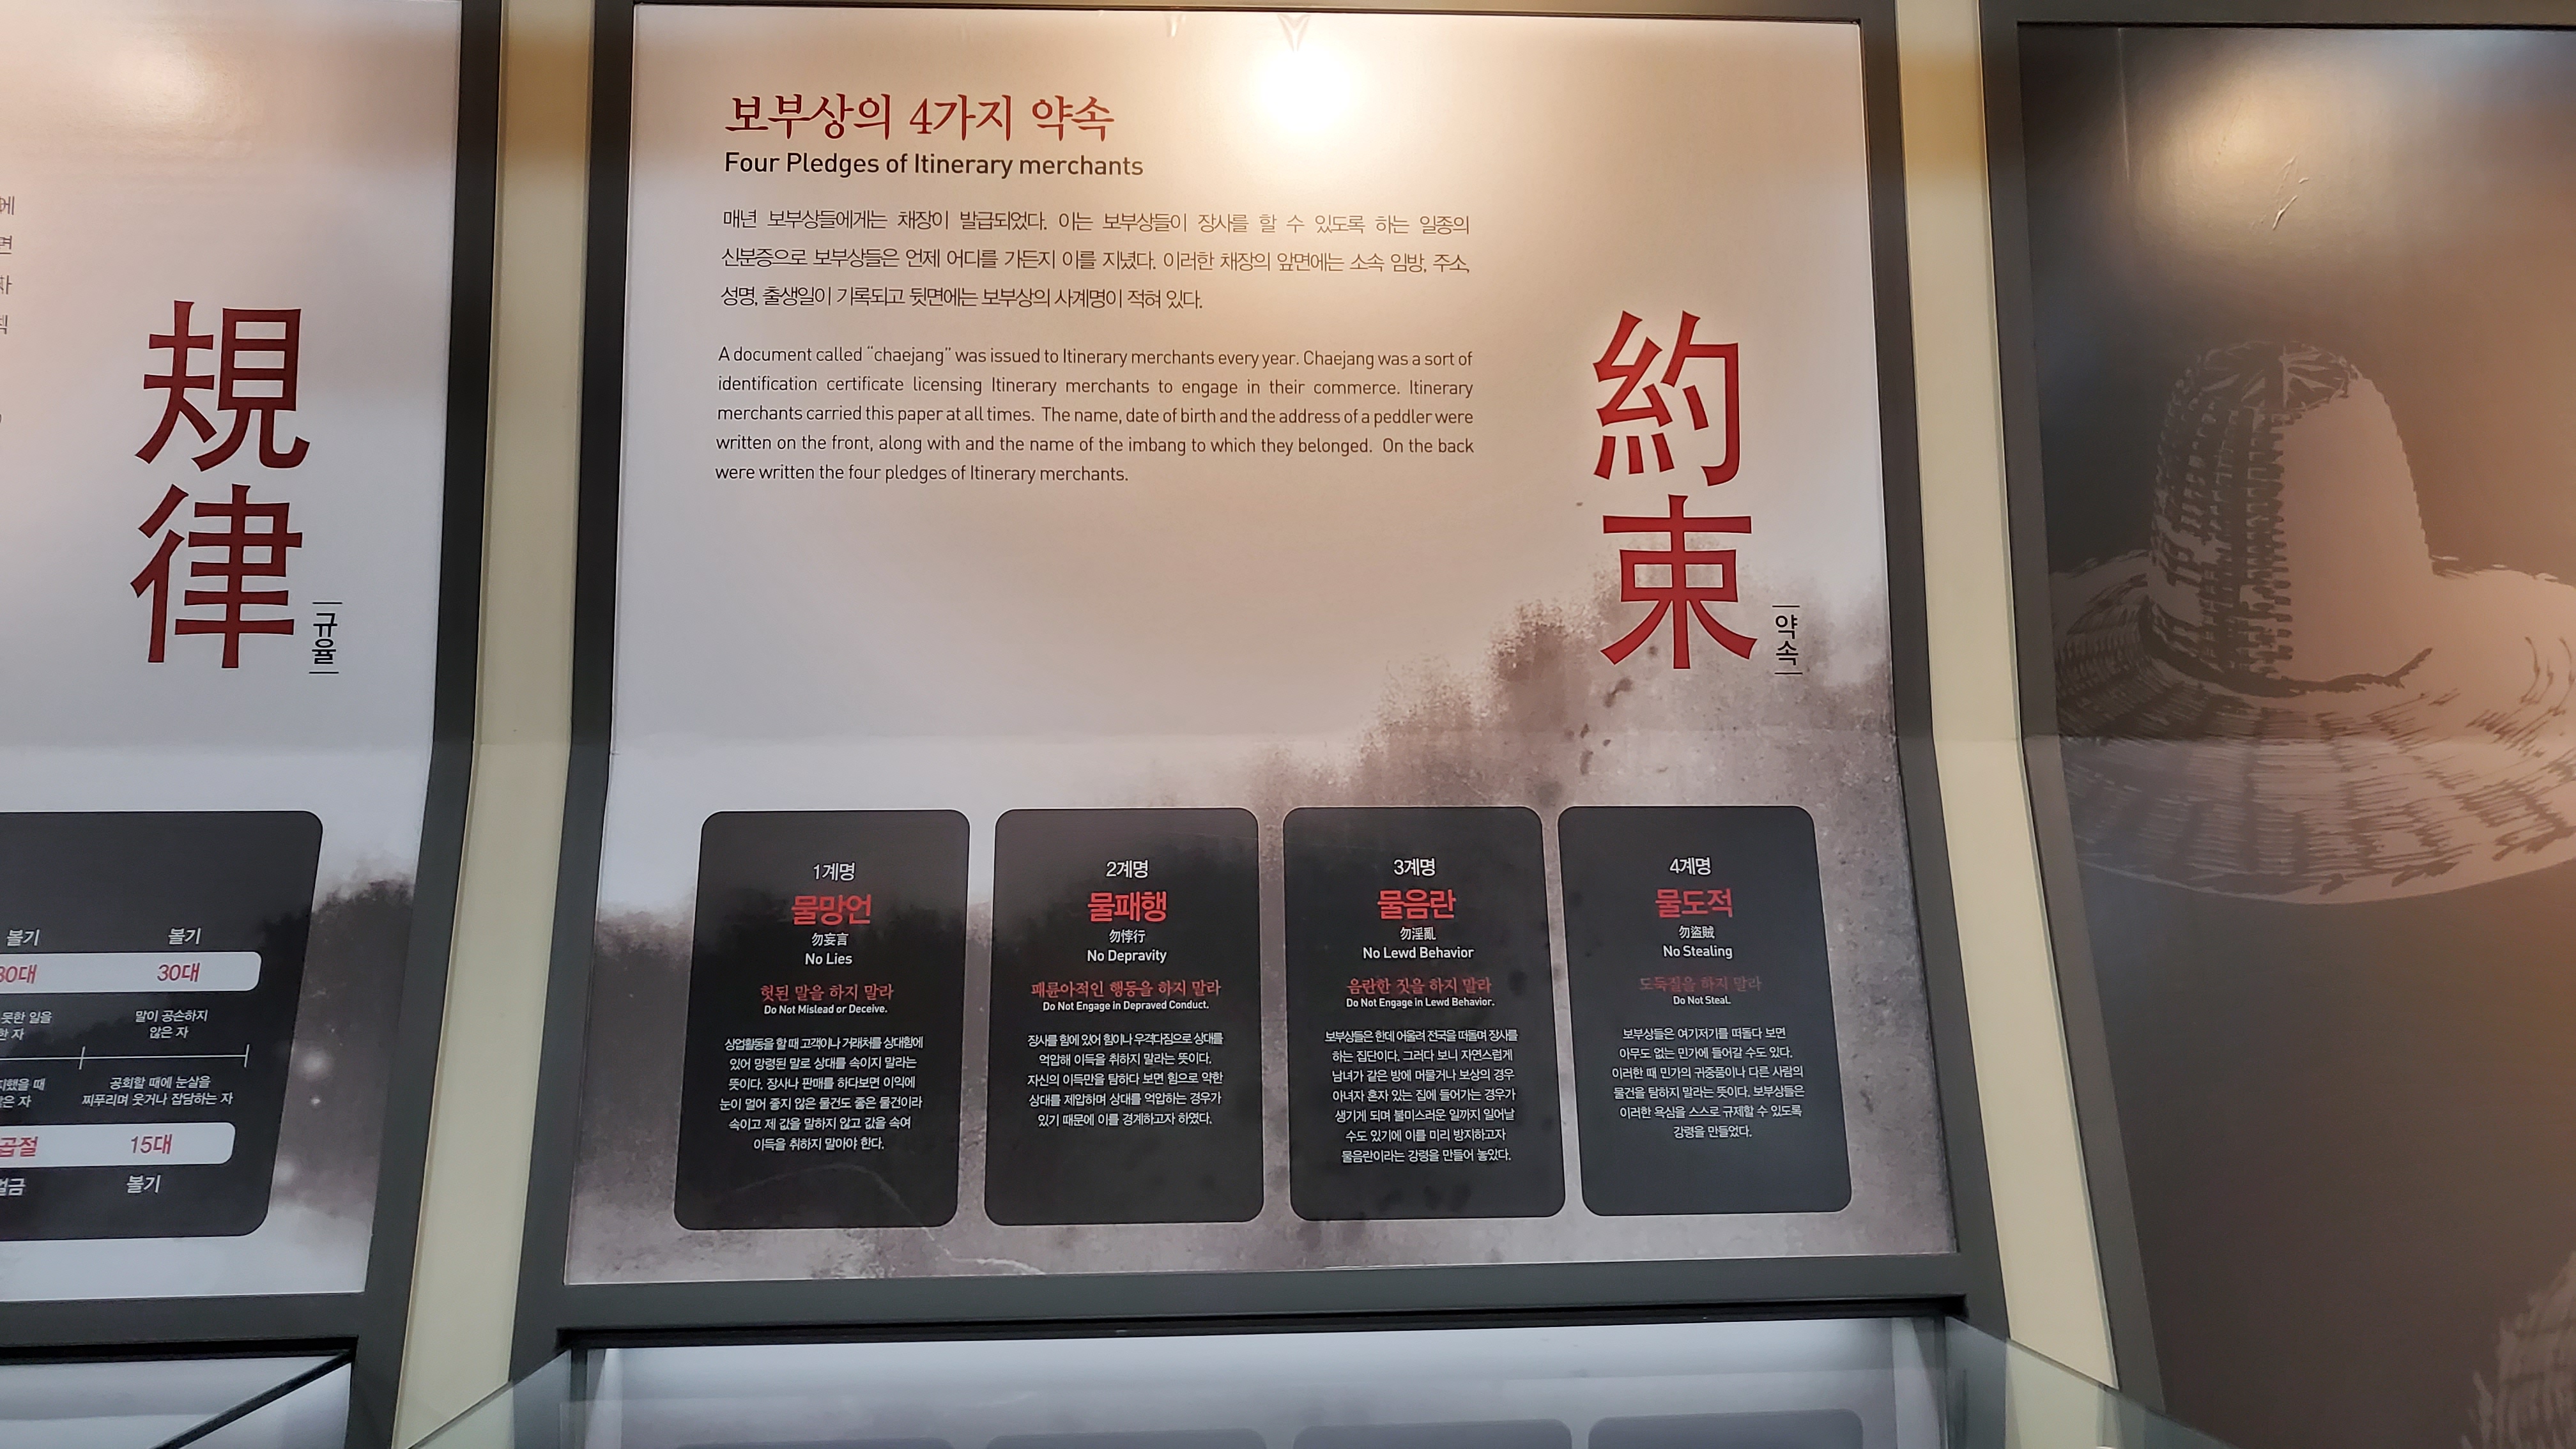 에
면
규율
規
律
볼기
볼기
30대
못한 일을
한 자
말이 공손하지
않은 자
했을 때
은 자
공회할 때에 눈살을
찌푸리며 웃거나 잡담하는 자
곱절
15대
벌금
볼기
보부상의 4가지 약속
Four Pledges of Itinerary merchants
매년 보부상들에게는 채장이 발급되었다. 이는 보부상들이 장사를 할 수 있도록 하는 일종의
신분증으로 보부상들은 언제 어디를 가든지 이를 지녔다. 이러한 채장의 앞면에는 소속 임방, 주소,
성명, 출생일이 기록되고 뒷면에는 보부상의 사계명이 적혀 있다.
A document called “chaejang” was issued to Itinerary merchants every year. Chaejang was a sort of
identification certificate licensing Itinerary merchants to engage in their commerce. Itinerary
merchants carried this paper at all times. The name, date of birth and the address of a peddler were
written on the front, along with and the name of the imbang to which they belonged. On the back
were written the four pledges of Itinerary merchants.
約
束
약속
1계명
물망언
勿妄言
No Lies
헛된 말을 하지 말라
Do Not Mislead or Deceive.
상업활동을 할 때 고객이나 거래처를 상대함에
있어 망령된 말로 상대를 속이지 말라는
뜻이다. 장사나 판매를 하다보면 이익에
눈이 멀어 좋지 않은 물건도 좋은 물건이라
속이고 제 값을 말하지 않고 값을 속여
이득을 취하지 말아야 한다.
2계명
물패행
勿悖行
No Depravity
패륜아적인 행동을 하지 말라
Do Not Engage in Depraved Conduct.
장사를 함에 있어 힘이나 우격다짐으로 상대를
억압해 이득을 취하지 말라는 뜻이다.
자신의 이득만을 탐하다 보면 힘으로 약한
상대를 제압하며 상대를 억압하는 경우가
있기 때문에 이를 경계하고자 하였다.
3계명
물음란
勿淫亂
No Lewd Behavior
음란한 짓을 하지 말라
Do Not Engage in Lewd Behavior.
보부상들은 한데 어울려 전국을 떠돌며 장사를
하는 집단이다. 그러다 보니 자연스럽게
남녀가 같은 방에 머물거나 보상의 경우
아녀자 혼자 있는 집에 들어가는 경우가
생기게 되며 불미스러운 일까지 일어날
수도 있기에 이를 미리 방지하고자
물음란이라는 강령을 만들어 놓았다.
4계명
물도적
勿盜賊
No Stealing
도둑질을 하지 말라
Do Not Steal.
보부상들은 여기저기를 떠돌다 보면
아무도 없는 민가에 들어갈 수도 있다.
이러한 때 민가의 귀중품이나 다른 사람의
물건을 탐하지 말라는 뜻이다. 보부상들은
이러한 욕심을 스스로 규제할 수 있도록
강령을 만들었다.